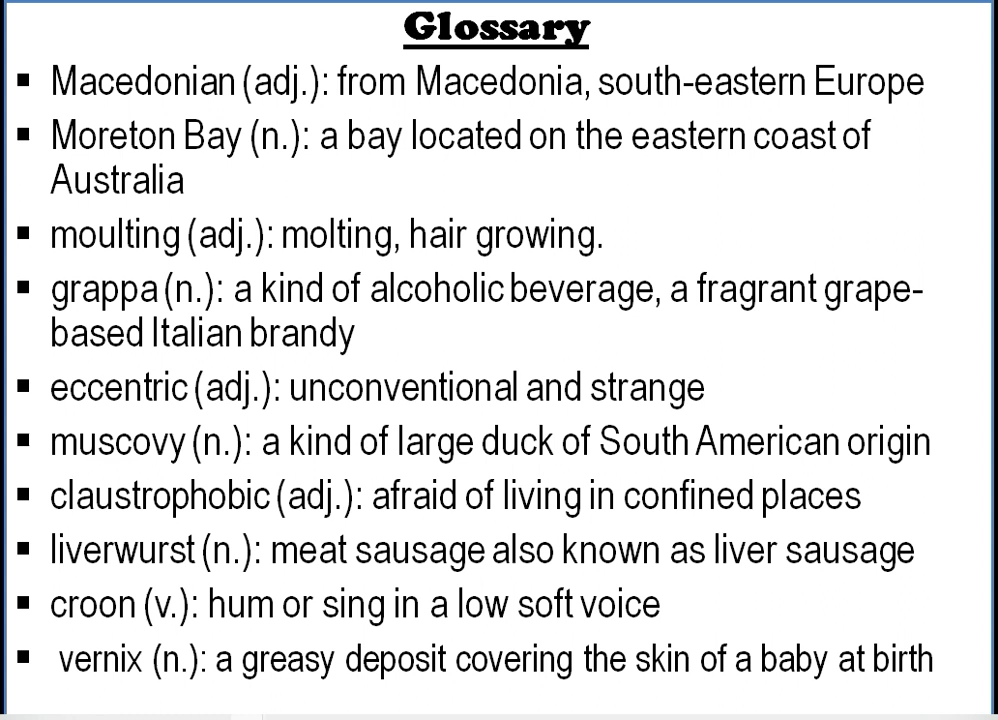 Glossary
▪ Macedonian (adj.): from Macedonia, south-eastern Europe
▪ Moreton Bay (n.): a bay located on the eastern coast of
Australia
▪ moulting (adj.): molting, hair growing.
▪ grappa (n.): a kind of alcoholic beverage, a fragrant grape-
based Italian brandy
▪ eccentric (adj.): unconventional and strange
▪ muscovy (n.): a kind of large duck of South American origin
▪ claustrophobic (adj.): afraid of living in confined places
▪ liverwurst (n.): meat sausage also known as liver sausage
▪ croon (v.): hum or sing in a low soft voice
▪ vernix (n.): a greasy deposit covering the skin of a baby at birth